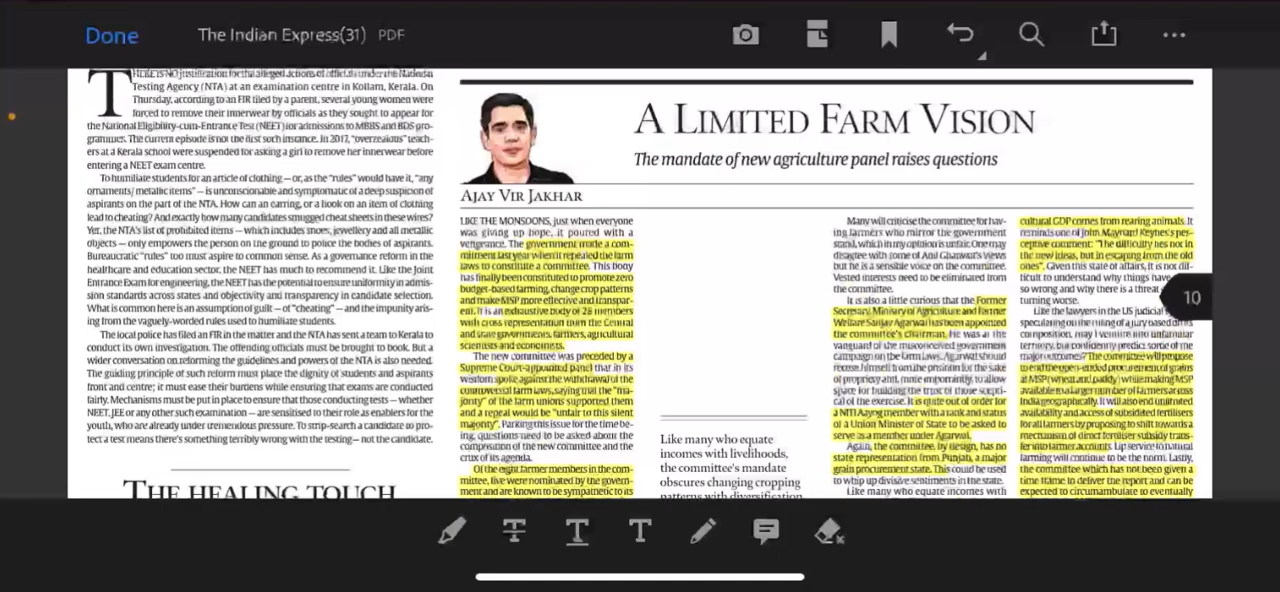 Done
The Indian Express(31) PDF
THERE IS NO justification for the alleged actions of officials under the National
Testing Agency (NTA) at an examination centre in Kollam, Kerala. On
Thursday, according to an FIR filed by a parent, several young women were
forced to remove their innerwear by officials as they sought to appear for
the National Eligibility-cum-Entrance Test (NEET) for admissions to MBBS and BDS pro-
grammes. The current episode is not the first such instance. In 2017, "overzealous" teach-
ers at a Kerala school were suspended for asking a girl to remove her innerwear before
entering a NEET exam centre.
To humiliate students for an article of clothing — or, as the "rules" would have it, "any
ornaments/ metallic items" — is unconscionable and symptomatic of a deep suspicion of
aspirants on the part of the NTA. How can an earring, or a hook on an item of clothing
lead to cheating? And exactly how many candidates smugged cheat sheets in these wires?
Yet, the NTA's list of prohibited items — which includes shoes, jewellery and all metallic
objects — only empowers the person on the ground to police the bodies of aspirants.
Bureaucratic "rules" too must aspire to common sense. As a governance reform in the
healthcare and education sector, the NEET has much to recommend it. Like the Joint
Entrance Exam for engineering, the NEET has the potential to ensure uniformity in admis-
sion standards across states and objectivity and transparency in candidate selection.
What is common here is an assumption of guilt — of "cheating" — and the impunity aris-
ing from the vaguely-worded rules used to humiliate students.
The local police has filed an FIR in the matter and the NTA has sent a team to Kerala to
conduct its own investigation. The offending officials must be brought to book. But a
wider conversation on reforming the guidelines and powers of the NTA is also needed.
The guiding principle of such reform must place the dignity of students and aspirants
front and centre; it must ease their burdens while ensuring that exams are conducted
fairly. Mechanisms must be put in place to ensure that those conducting tests — whether
NEET, JEE or any other such examination — are sensitised to their role as enablers for the
youth, who are already under tremendous pressure. To strip-search a candidate to pro-
tect a test means there's something terribly wrong with the testing — not the candidate.
THE HEALING TOUCH
A LIMITED FARM VISION
The mandate of new agriculture panel raises questions
AJAY VIR JAKHAR
LIKE THE MONSOONS, just when everyone
was giving up hope, it poured with a
vengeance. The government made a com-
mitment last year when it repealed the farm
laws to constitute a committee. This body
has finally been constituted to promote zero
budget-based farming, change crop patterns
and make MSP more effective and transpar-
ent. It is an exhaustive body of 26 members
with cross representation from the Central
and state governments, farmers, agricultural
scientists and economists.
The new committee was preceded by a
Supreme Court-appointed panel that in its
wisdom spoke against the withdrawal of the
controversial farm laws, saying that the "ma-
jority" of the farm unions supported them
and a repeal would be "unfair to this silent
majority". Parking this issue for the time be-
ing, questions need to be asked about the
composition of the new committee and the
crux of its agenda.
Of the eight farmer members in the com-
mittee, five were nominated by the govern-
ment and are known to be sympathetic to its
Like many who equate
incomes with livelihoods,
the committee's mandate
obscures changing cropping
patterns with diversification.
Many will criticise the committee for hav-
ing farmers who mirror the government
stand, which in my opinion is unfair. One may
disagree with some of Anil Ghanwat's views
but he is a sensible voice on the committee.
Vested interests need to be eliminated from
the committee.
It is also a little curious that the Former
Secretary, Ministry of Agriculture and Farmer
Welfare Sanjay Agarwal has been appointed
the committee's chairman. He was at the
vanguard of the misconceived government
campaign on the farm laws. Agarwal should
recuse himself from the position for the sake
of propriety and, more importantly, to allow
space for building the trust of those scepti-
cal of the exercise. It is quite out of order for
a NITI Aayog member with a rank and status
of a Union Minister of State to be asked to
serve as a member under Agarwal.
Again, the committee, by design, has no
state representation from Punjab, a major
grain procurement state. This could be used
to whip up divisive sentiments in the state.
Like many who equate incomes with
cultural GDP comes from rearing animals. It
reminds one of John Maynard Keynes's per-
ceptive comment: "The difficulty lies not in
the new ideas, but in escaping from the old
ones". Given this state of affairs, it is not dif-
ficult to understand why things have
so wrong and why there is a threat
turning worse.
Like the lawyers in the US judicial
speculating on the ruling of a jury based
composition, may I venture into unfamiliar
territory, but confidently predict some of the
major outcomes? The committee will propose
to end the open-ended procurement of grains
at MSP (wheat and paddy) while making MSP
available to a larger number of farmers across
India geographically. It will also end unlimited
availability and access of subsidised fertilisers
for all farmers by proposing to shift towards a
mechanism of direct fertiliser subsidy trans-
fer into farmer accounts. Lip service to natural
farming will continue to be the norm. Lastly,
the committee which has not been given a
time frame to deliver the report and can be
expected to circumambulate to eventually
10